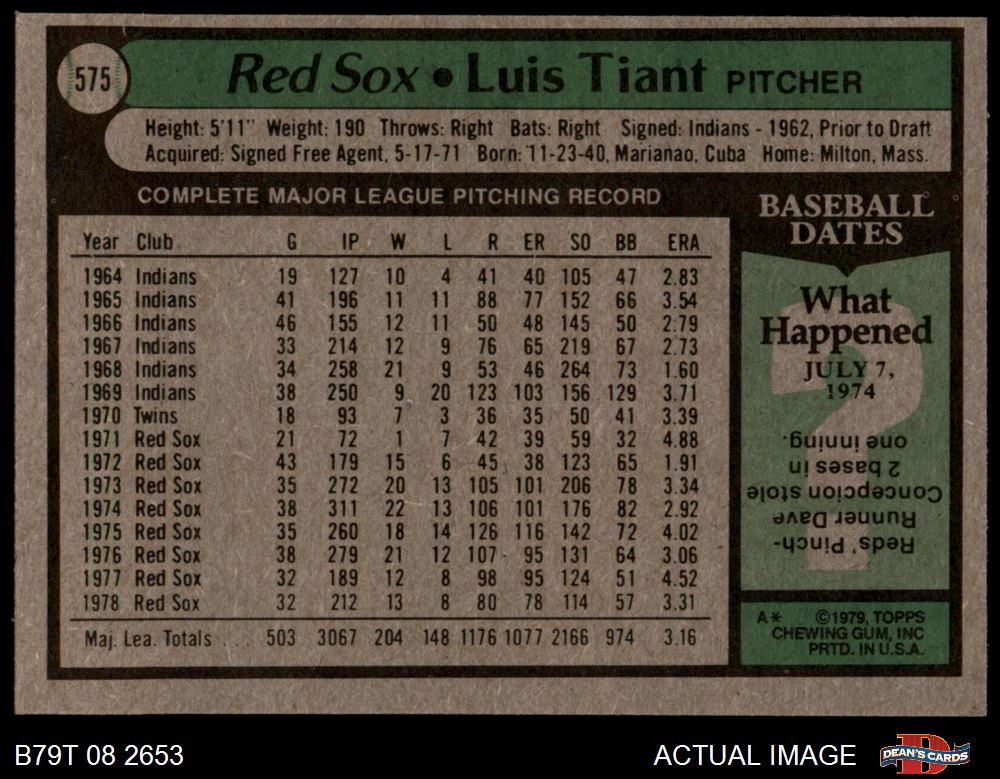 575
Red Sox • Luis Tiant PITCHER
Height: 5'11" Weight: 190 Throws: Right Bats: Right Signed: Indians - 1962, Prior to Draft
Acquired: Signed Free Agent, 5-17-71 Born: 11-23-40, Marianao, Cuba Home: Milton, Mass.
COMPLETE MAJOR LEAGUE PITCHING RECORD
Year Club G IP W L R ER SO BB ERA
1964 Indians 19 127 10 4 41 40 105 47 2.83
1965 Indians 41 196 11 11 88 77 152 66 3.54
1966 Indians 46 155 12 11 50 48 145 50 2.79
1967 Indians 33 214 12 9 76 65 219 67 2.73
1968 Indians 34 258 21 9 53 46 264 73 1.60
1969 Indians 38 250 9 20 123 103 156 129 3.71
1970 Twins 18 93 7 3 36 35 50 41 3.39
1971 Red Sox 21 72 1 7 42 39 59 32 4.88
1972 Red Sox 43 179 15 6 45 38 123 65 1.91
1973 Red Sox 35 272 20 13 105 101 206 78 3.34
1974 Red Sox 38 311 22 13 106 101 176 82 2.92
1975 Red Sox 35 260 18 14 126 116 142 72 4.02
1976 Red Sox 38 279 21 12 107 95 131 64 3.06
1977 Red Sox 32 189 12 8 98 95 124 51 4.52
1978 Red Sox 32 212 13 8 80 78 114 57 3.31
Maj. Lea. Totals . . . 503 3067 204 148 1176 1077 2166 974 3.16
BASEBALL
DATES
What
Happened
JULY 7,
1974
Reds' Pinch-
Runner Dave
Concepcion stole
2 bases in
one inning.
A* ©1979, TOPPS
CHEWING GUM, INC
PRTD. IN U.S.A.
B79T 08 2653
ACTUAL IMAGE
DEAN'S CARDS